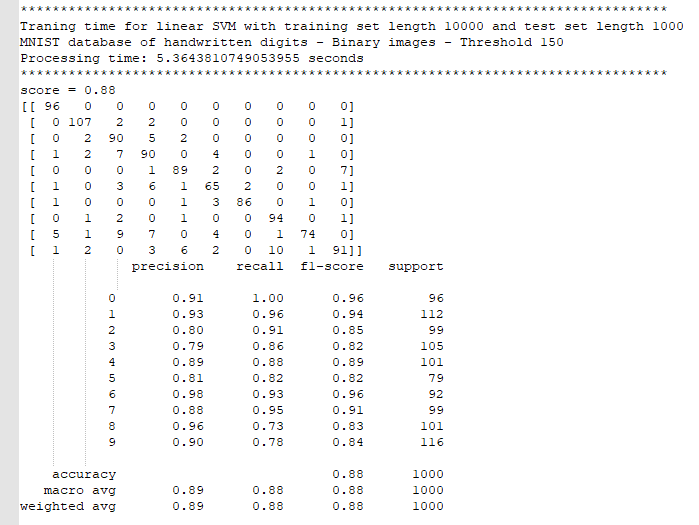 *********************************************************************************
Traning time for linear SVM with traning set length 10000 and test set length 1000
MNIST database of handwritten digits - Binary images - Threshold 150
Processing time: 5.3643810749053955 seconds
*********************************************************************************
score = 0.88
[[ 96 0 0 0 0 0 0 0 0 0]
[ 0 107 2 2 0 0 0 0 0 1]
[ 0 2 90 5 2 0 0 0 0 0]
[ 1 2 7 90 0 4 0 0 1 0]
[ 0 0 0 1 89 2 0 2 0 7]
[ 1 0 3 6 1 65 2 0 0 1]
[ 1 0 0 0 1 3 86 0 1 0]
[ 0 1 2 0 1 0 0 94 0 1]
[ 5 1 9 7 0 4 0 1 74 0]
[ 1 2 0 3 6 2 0 10 1 91]]
precision recall f1-score support
0 0.91 1.00 0.96 96
1 0.93 0.96 0.94 112
2 0.80 0.91 0.85 99
3 0.79 0.86 0.82 105
4 0.89 0.88 0.89 101
5 0.81 0.82 0.82 79
6 0.98 0.93 0.96 92
7 0.88 0.95 0.91 99
8 0.96 0.73 0.83 101
9 0.90 0.78 0.84 116
accuracy 0.88 1000
macro avg 0.89 0.88 0.88 1000
weighted avg 0.89 0.88 0.88 1000